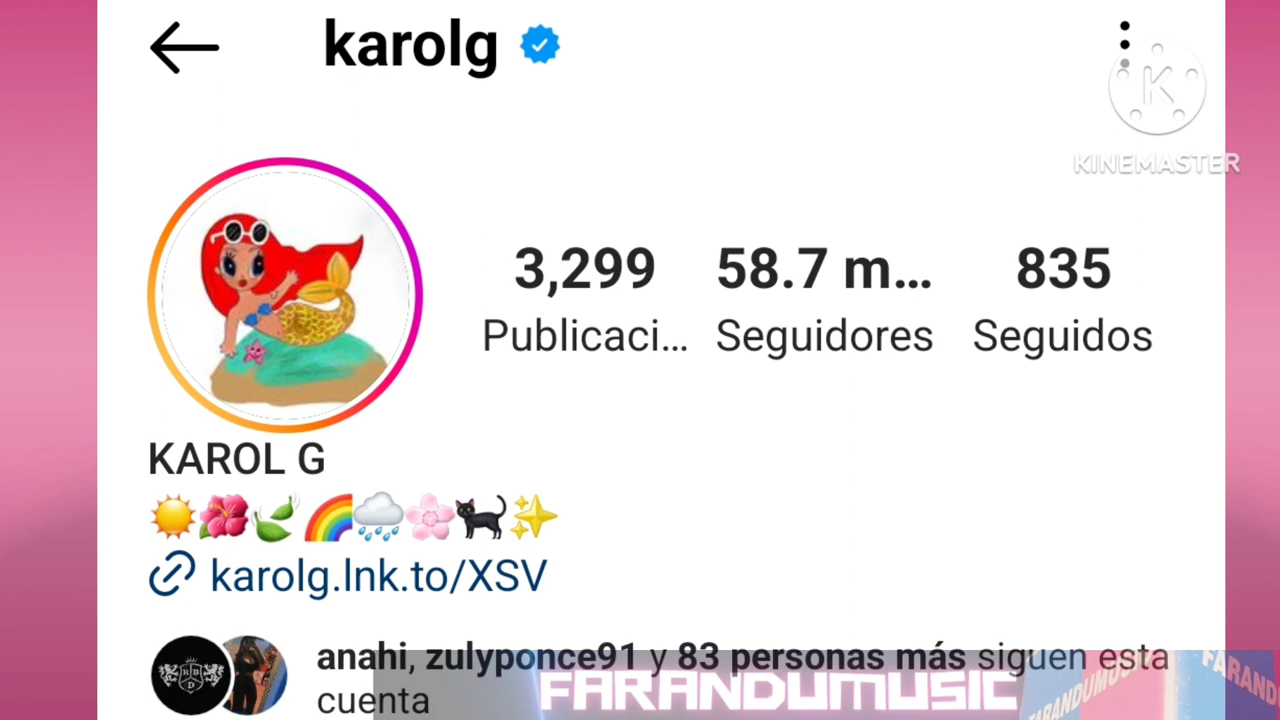 karolg
KINEMASTER
3,299 58.7 m... 835
Publicaci... Seguidores Seguidos
KAROL G
karolg.lnk.to/XSV
anahi, zulyponce91 y 83 personas más siguen esta
cuenta
FARANDUMUSIC